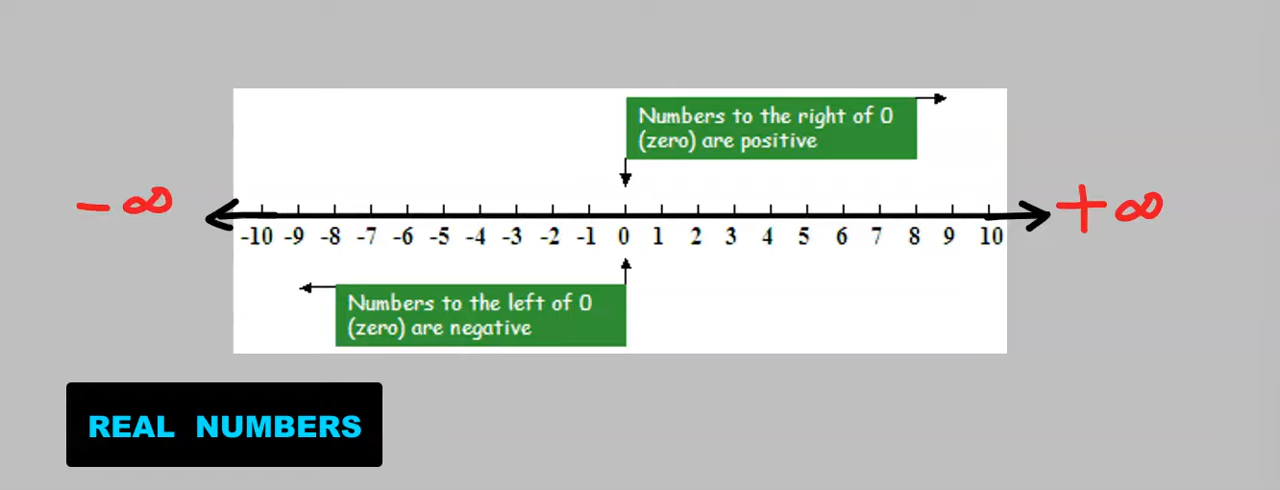 Numbers to the right of 0
(zero) are positive
- ∞
+ ∞
-10 -9 -8 -7 -6 -5 -4 -3 -2 -1 0 1 2 3 4 5 6 7 8 9 10
Numbers to the left of 0
(zero) are negative
REAL NUMBERS